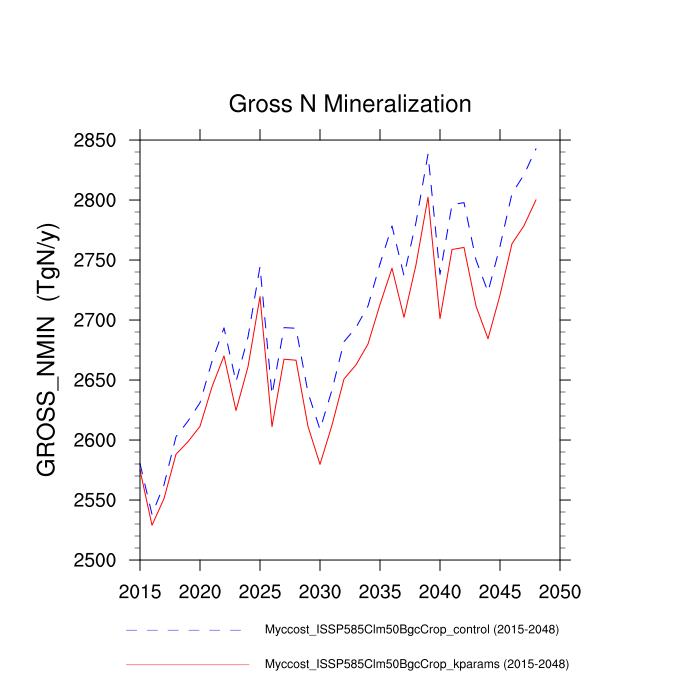 Gross N Mineralization
GROSS_NMIN (TgN/y)
2850
2800
2750
2700
2650
2600
2550
2500
2015 2020 2025 2030 2035 2040 2045 2050
Myccost_ISSP585Clm50BgcCrop_control (2015-2048)
Myccost_ISSP585Clm50BgcCrop_kparams (2015-2048)